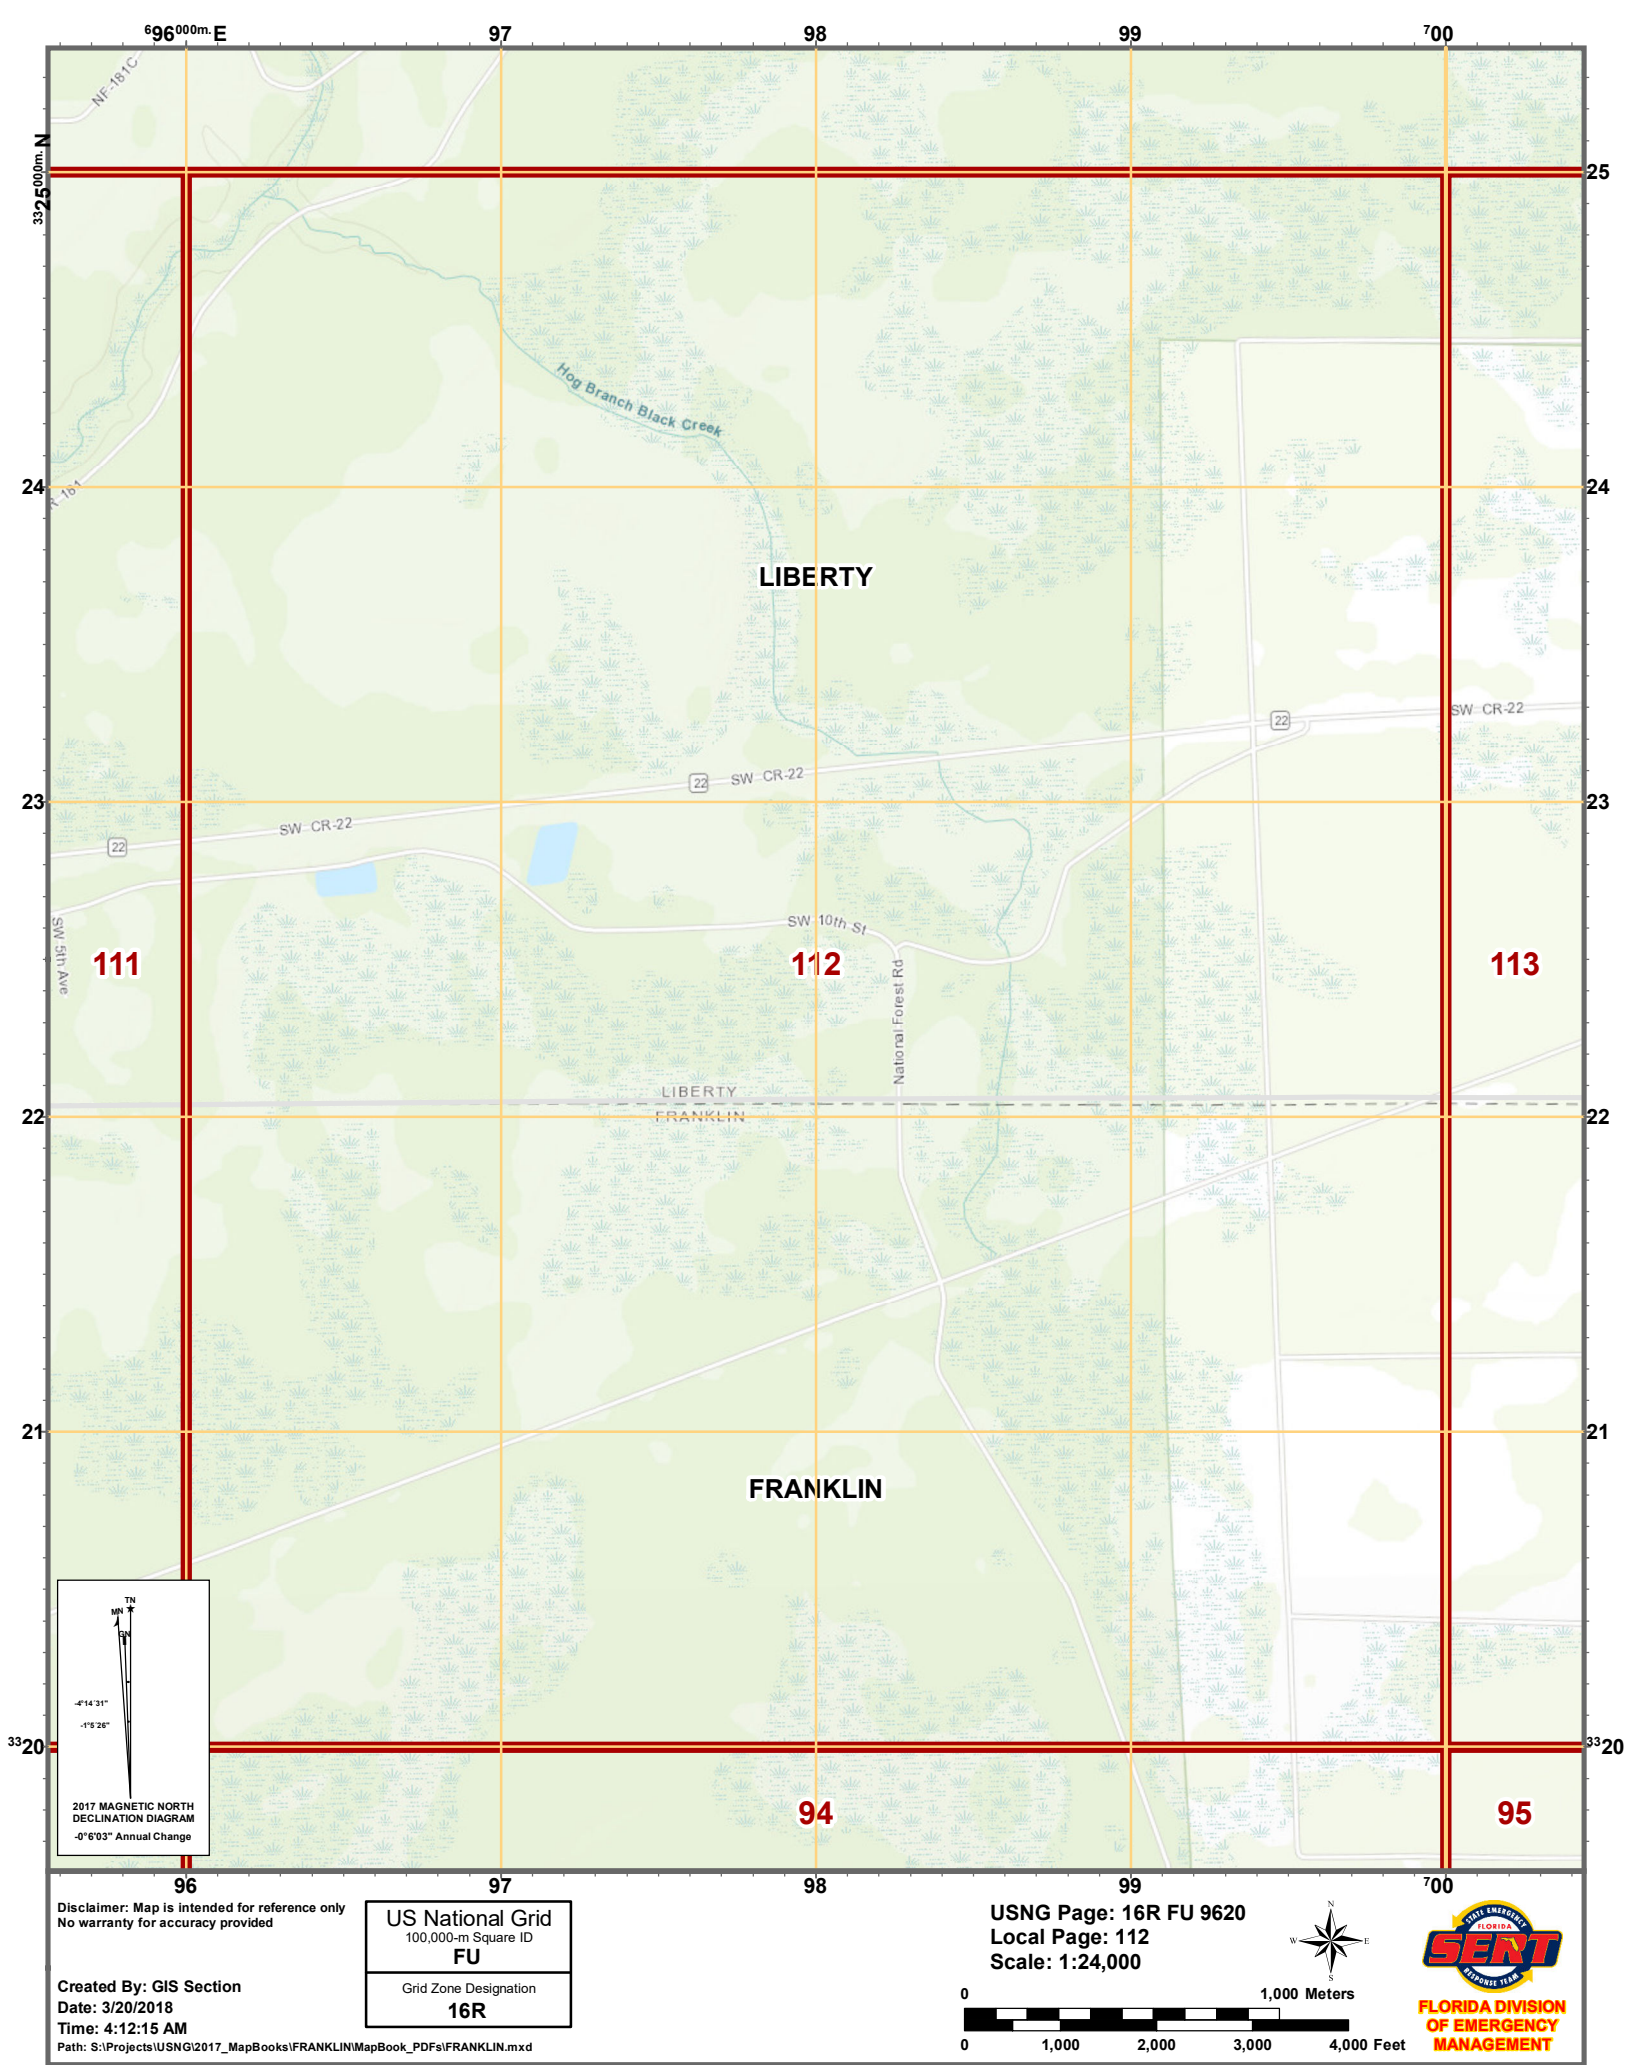 696000m. E 97 98 99 700
NF-181C
3325000m. N
25
Hog Branch Black Creek
24
24
LIBERTY
22
SW CR-22
22
SW CR-22
23
23
SW CR-22
22
SW 10th St
SW 5th Ave
111
112
113
National Forest Rd
LIBERTY
22
22
FRANKLIN
21
21
FRANKLIN
TN
MN
GN
-4°14'31"
-1°5'26"
2017 MAGNETIC NORTH
DECLINATION DIAGRAM
-0°6'03" Annual Change
3320
3320
94
95
96 97 98 99 700
Disclaimer: Map is intended for reference only
No warranty for accuracy provided
Created By: GIS Section
Date: 3/20/2018
Time: 4:12:15 AM
Path: S:\Projects\USNG\2017_MapBooks\FRANKLIN\MapBook_PDFs\FRANKLIN.mxd
US National Grid
100,000-m Square ID
FU
Grid Zone Designation
16R
USNG Page: 16R FU 9620
Local Page: 112
Scale: 1:24,000
N
W E
S
0 1,000 Meters
0 1,000 2,000 3,000 4,000 Feet
STATE EMERGENCY
FLORIDA
SERT
RESPONSE TEAM
FLORIDA DIVISION
OF EMERGENCY
MANAGEMENT